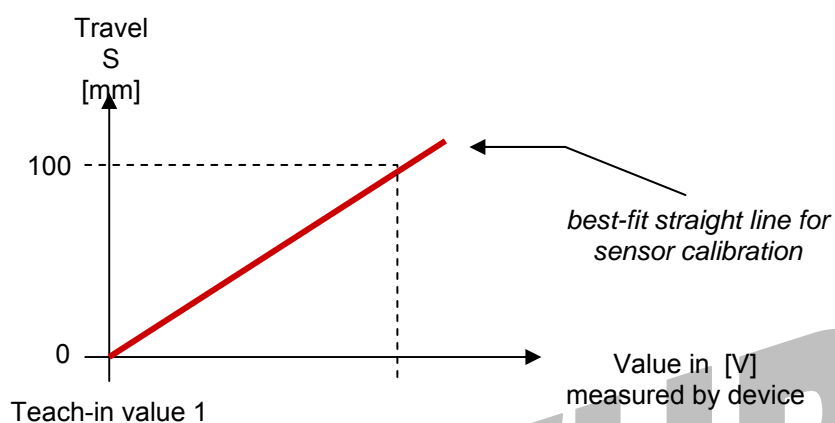 Travel
S
[mm]
100
best-fit straight line for
sensor calibration
0
Value in [V]
measured by device
Teach-in value 1